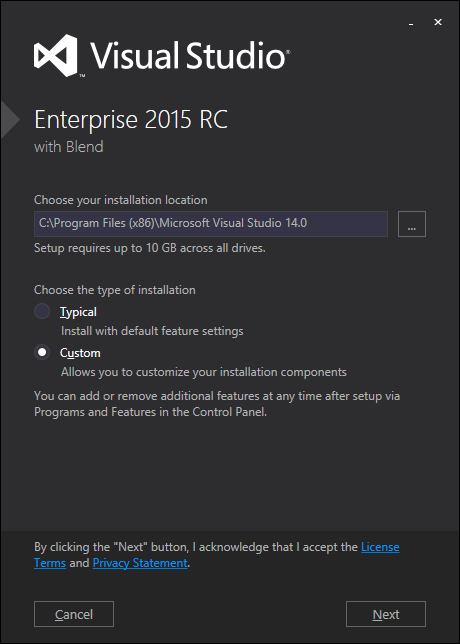 Visual Studio®
™
Enterprise 2015 RC
with Blend
Choose your installation location
C:\Program Files (x86)\Microsoft Visual Studio 14.0
...
Setup requires up to 10 GB across all drives.
Choose the type of installation
Typical
Install with default feature settings
Custom
Allows you to customize your installation components
You can add or remove additional features at any time after setup via
Programs and Features in the Control Panel.
By clicking the "Next" button, I acknowledge that I accept the License
Terms and Privacy Statement.
Cancel
Next